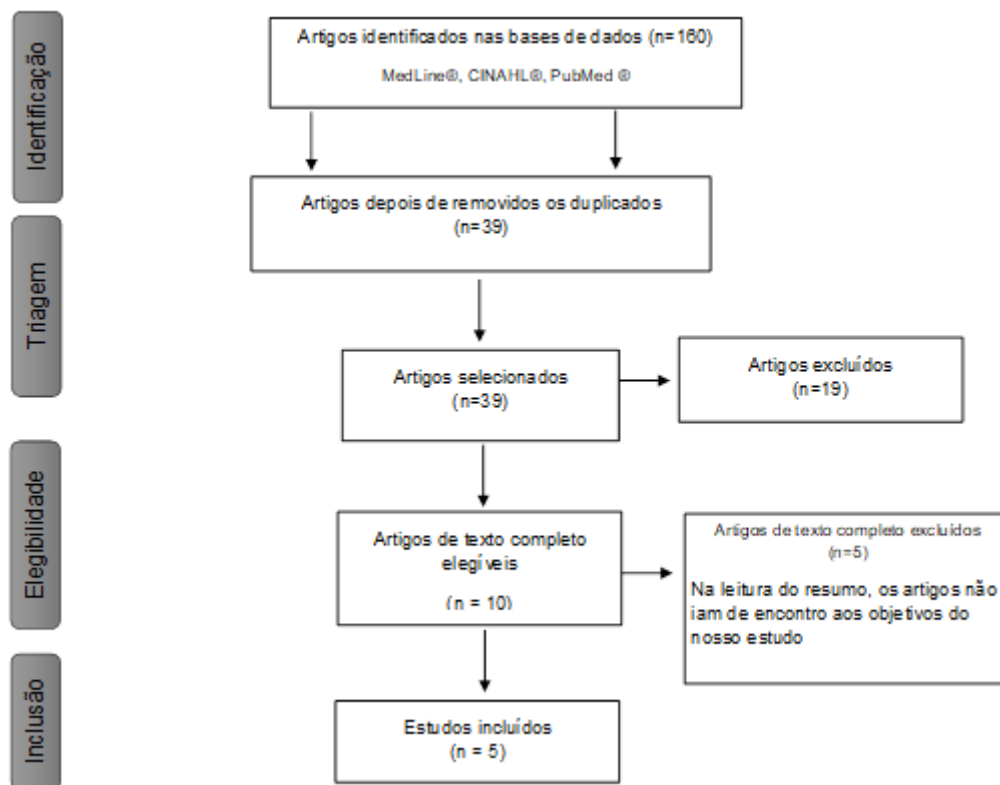 Identificação
Artigos identificados nas bases de dados (n=160)
MedLine®, CINAHL®, PubMed ®
Triagem
Artigos depois de removidos os duplicados
(n=39)
Artigos selecionados
(n=39)
Artigos excluídos
(n=19)
Elegibilidade
Artigos de texto completo
elegíveis
(n = 10)
Artigos de texto completo excluídos
(n=5)
Na leitura do resumo, os artigos não
iam de encontro aos objetivos do
nosso estudo
Inclusão
Estudos incluídos
(n = 5)